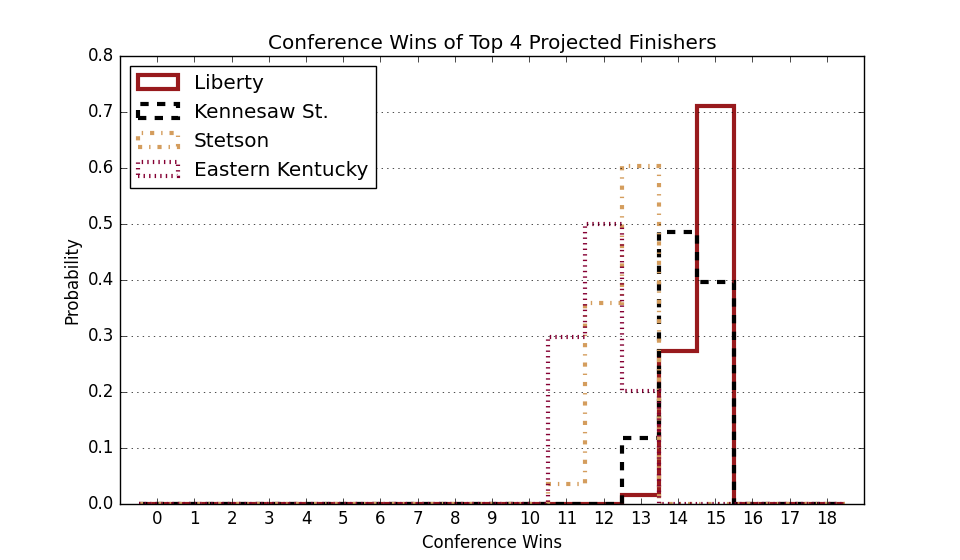 Conference Wins of Top 4 Projected Finishers
0.8
0.7
0.6
0.5
0.4
0.3
0.2
0.1
0.0
Probability
Liberty
Kennesaw St.
Stetson
Eastern Kentucky
0 1 2 3 4 5 6 7 8 9 10 11 12 13 14 15 16 17 18
Conference Wins